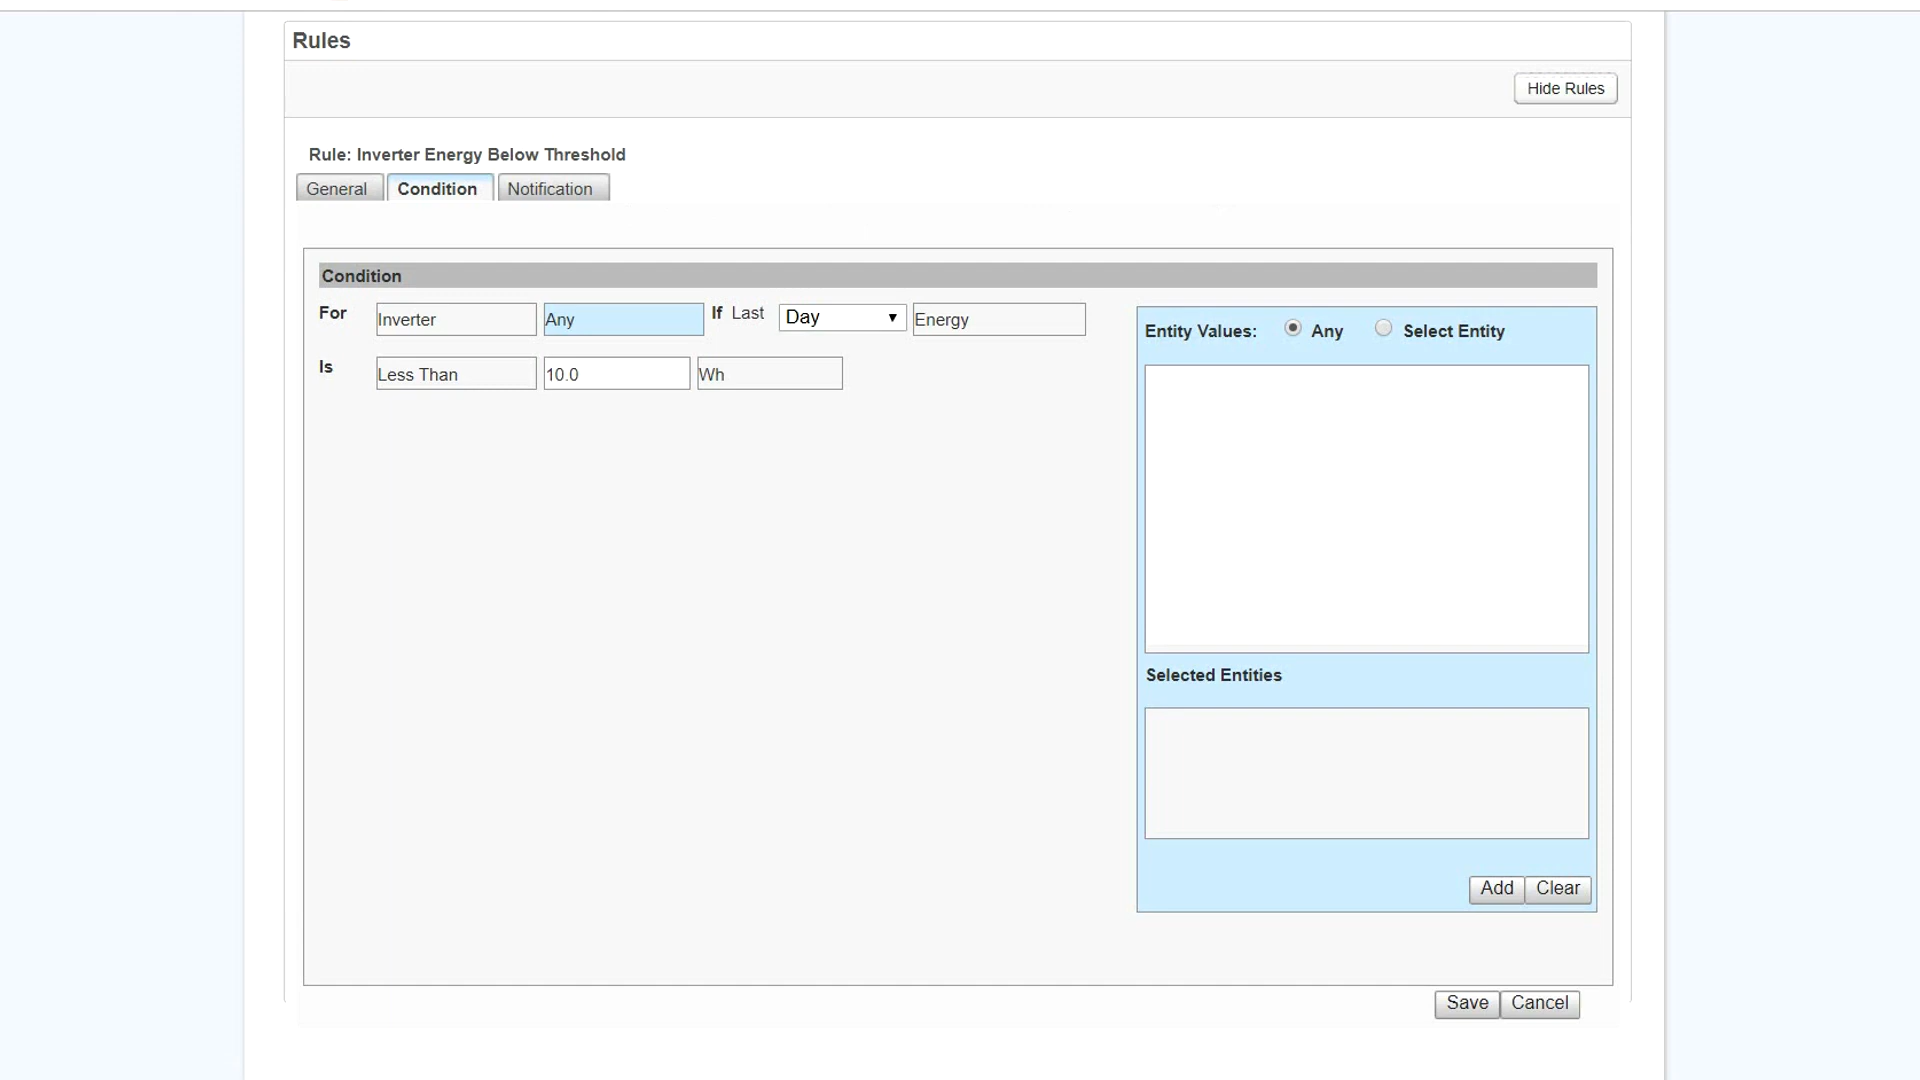 Rules
Hide Rules
Rule: Inverter Energy Below Threshold
General Condition Notification
Condition
For Inverter Any If Last Day Energy
Is Less Than 10.0 Wh
Entity Values: Any Select Entity
Selected Entities
Add Clear
Save Cancel